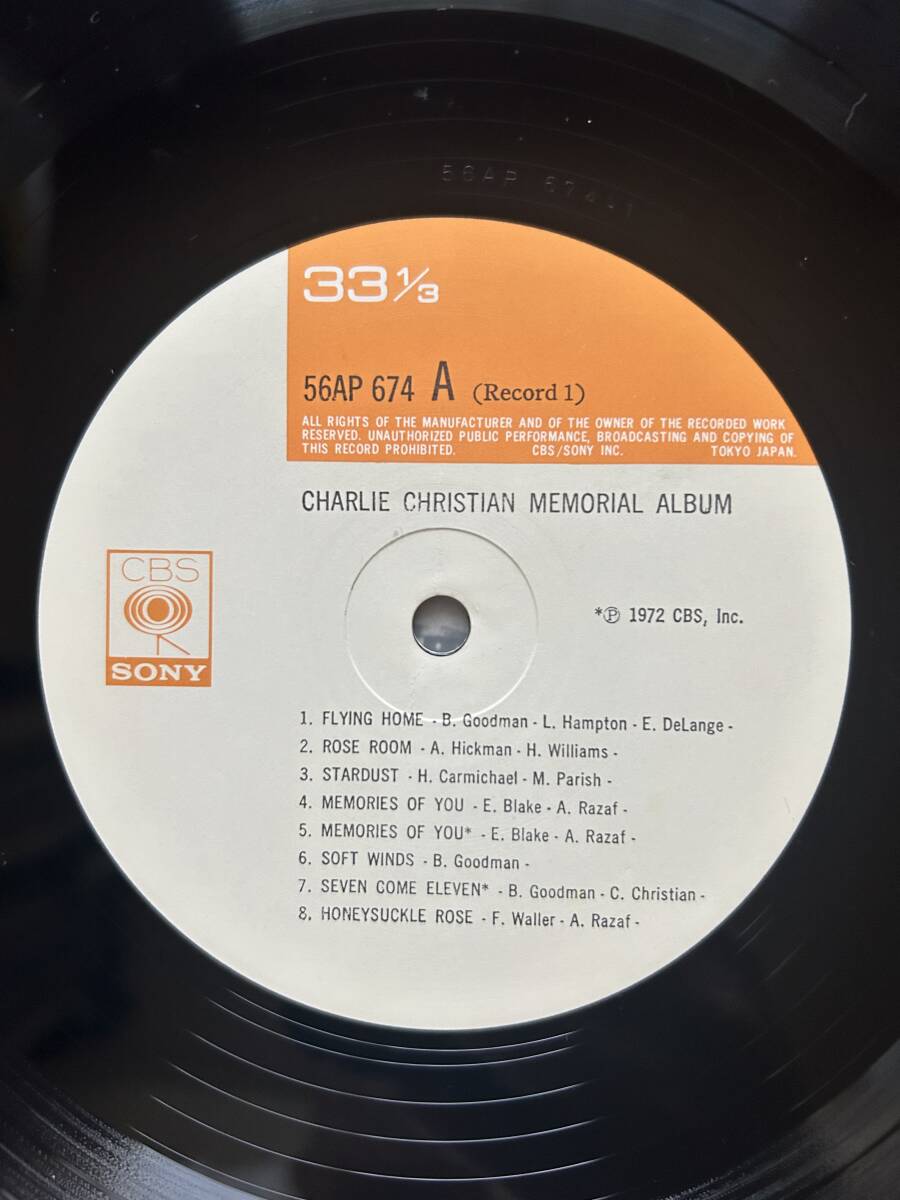 56AP 674
33 1/3
56AP 674 A (Record 1)
ALL RIGHTS OF THE MANUFACTURER AND OF THE OWNER OF THE RECORDED WORK
RESERVED. UNAUTHORIZED PUBLIC PERFORMANCE, BROADCASTING AND COPYING OF
THIS RECORD PROHIBITED. CBS/SONY INC. TOKYO JAPAN.
CHARLIE CHRISTIAN MEMORIAL ALBUM
CBS
SONY
*℗ 1972 CBS, Inc.
1. FLYING HOME - B. Goodman - L. Hampton - E. DeLange -
2. ROSE ROOM - A. Hickman - H. Williams -
3. STARDUST - H. Carmichael - M. Parish -
4. MEMORIES OF YOU - E. Blake - A. Razaf -
5. MEMORIES OF YOU* - E. Blake - A. Razaf -
6. SOFT WINDS - B. Goodman -
7. SEVEN COME ELEVEN* - B. Goodman - C. Christian -
8. HONEYSUCKLE ROSE - F. Waller - A. Razaf -